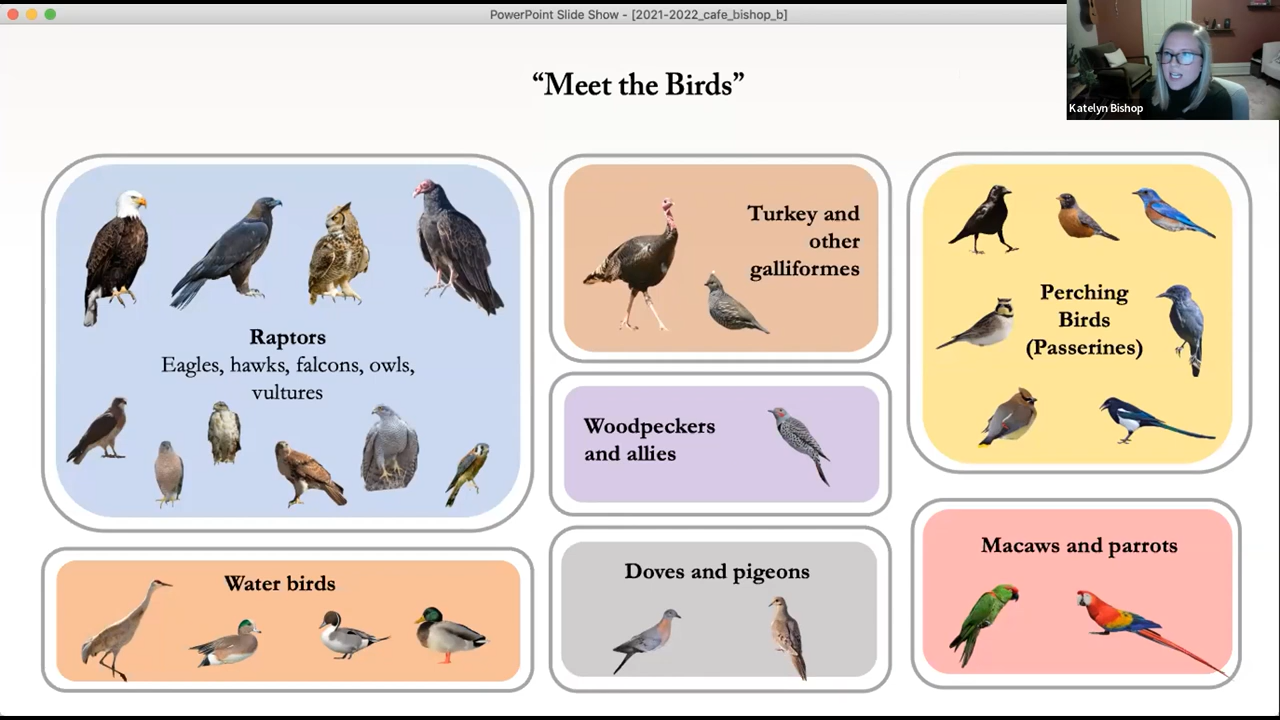 PowerPoint Slide Show - [2021-2022_cafe_bishop_b]
Katelyn Bishop
“Meet the Birds”
Raptors
Eagles, hawks, falcons, owls,
vultures
Turkey and
other
galliformes
Perching
Birds
(Passerines)
Woodpeckers
and allies
Water birds
Doves and pigeons
Macaws and parrots